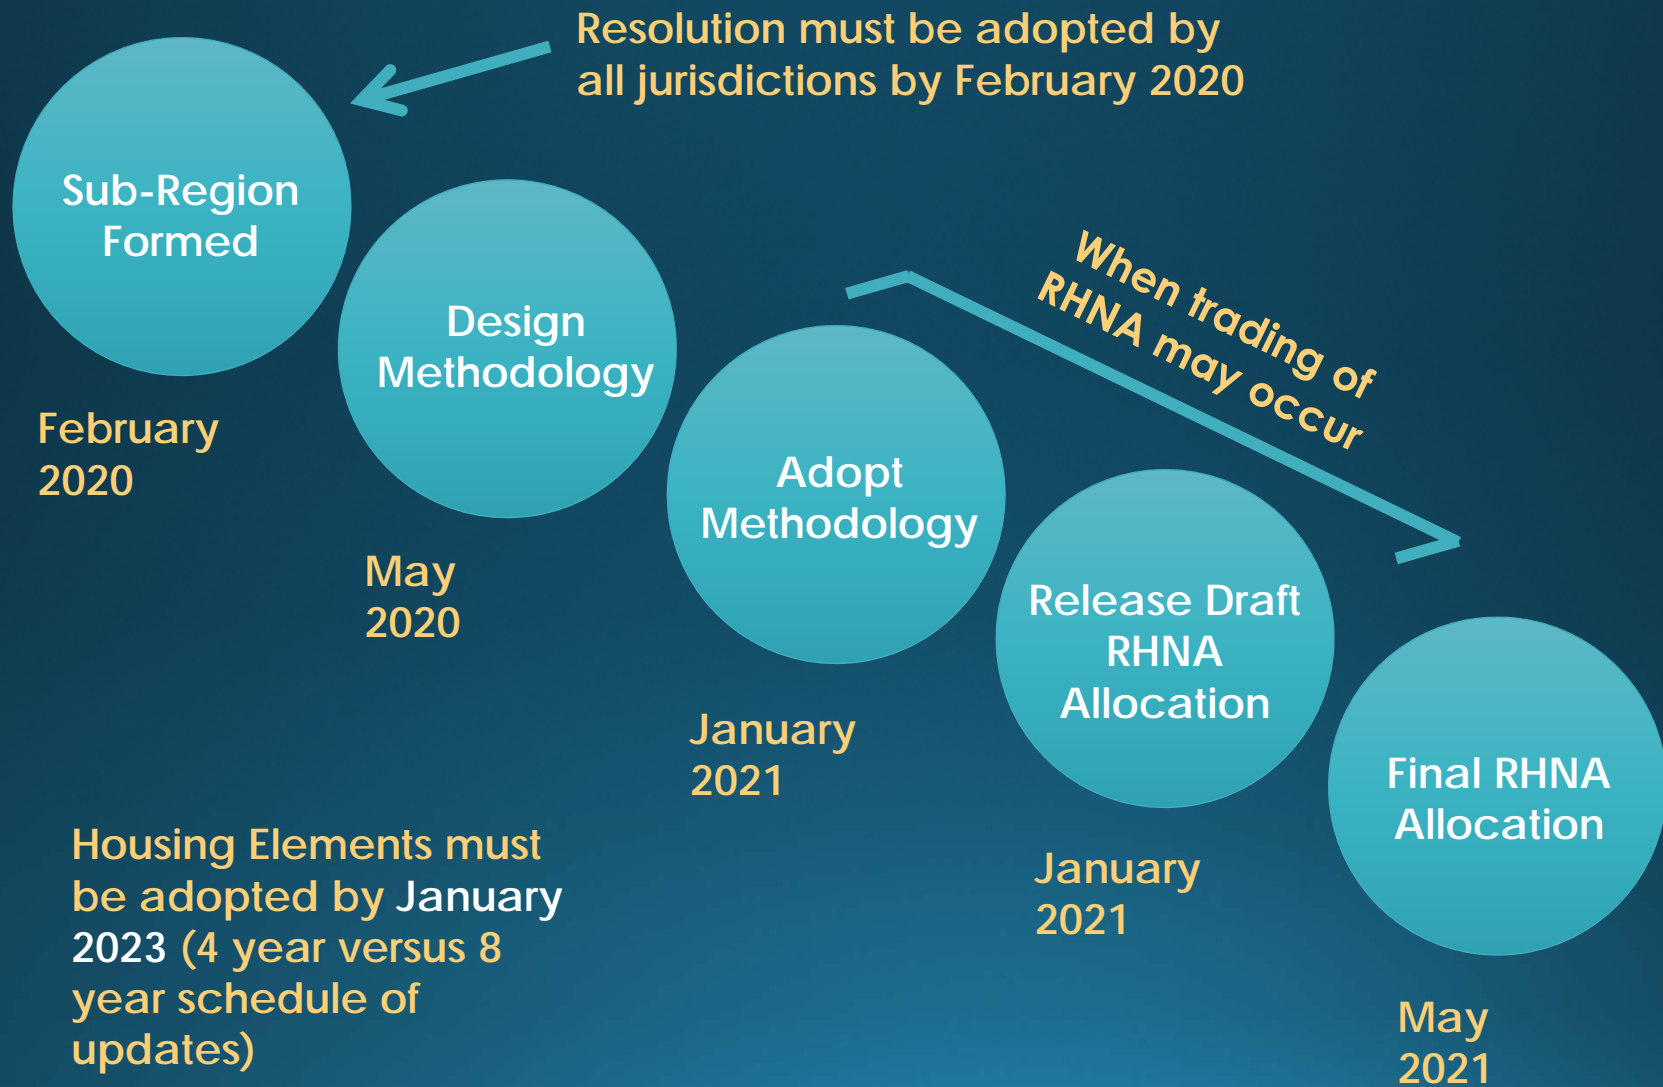 Resolution must be adopted by
all jurisdictions by February 2020
Sub-Region
Formed
February
2020
Design
Methodology
May
2020
When trading of
RHNA may occur
Adopt
Methodology
January
2021
Release Draft
RHNA
Allocation
January
2021
Final RHNA
Allocation
May
2021
Housing Elements must
be adopted by January
2023 (4 year versus 8
year schedule of
updates)